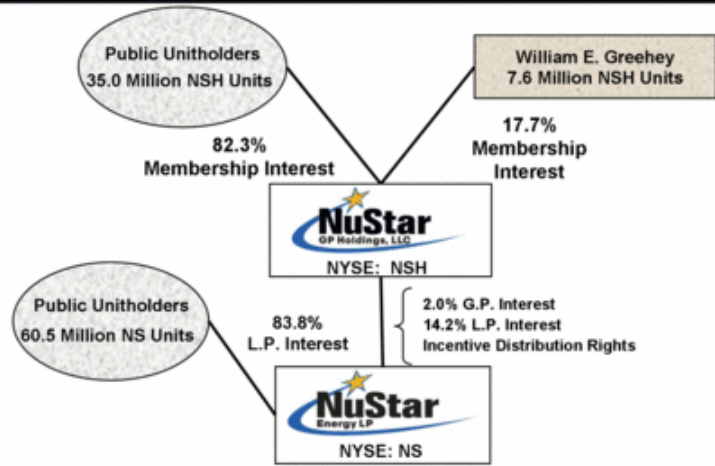 Public Unitholders
35.0 Million NSH Units
William E. Greehey
7.6 Million NSH Units
82.3%
Membership Interest
17.7%
Membership
Interest
NuStar
GP Holdings, LLC
NYSE: NSH
Public Unitholders
60.5 Million NS Units
83.8%
L.P. Interest
2.0% G.P. Interest
14.2% L.P. Interest
Incentive Distribution Rights
NuStar
Energy LP
NYSE: NS